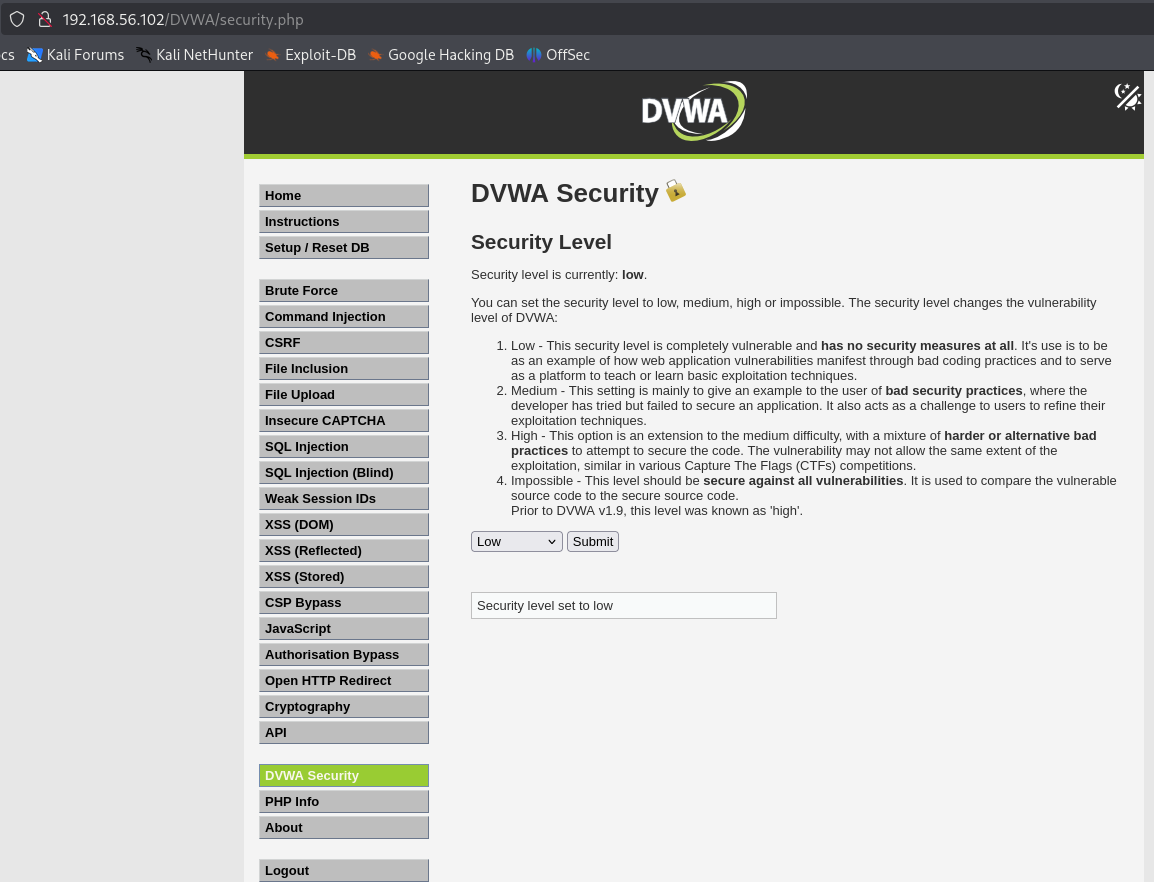 192.168.56.102/DVWA/security.php
cs Kali Forums Kali NetHunter Exploit-DB Google Hacking DB OffSec
DVWA
Home
Instructions
Setup / Reset DB
Brute Force
Command Injection
CSRF
File Inclusion
File Upload
Insecure CAPTCHA
SQL Injection
SQL Injection (Blind)
Weak Session IDs
XSS (DOM)
XSS (Reflected)
XSS (Stored)
CSP Bypass
JavaScript
Authorisation Bypass
Open HTTP Redirect
Cryptography
API
DVWA Security
PHP Info
About
Logout
DVWA Security
Security Level
Security level is currently: low.
You can set the security level to low, medium, high or impossible. The security level changes the vulnerability
level of DVWA:
1. Low - This security level is completely vulnerable and has no security measures at all. It's use is to be
as an example of how web application vulnerabilities manifest through bad coding practices and to serve
as a platform to teach or learn basic exploitation techniques.
2. Medium - This setting is mainly to give an example to the user of bad security practices, where the
developer has tried but failed to secure an application. It also acts as a challenge to users to refine their
exploitation techniques.
3. High - This option is an extension to the medium difficulty, with a mixture of harder or alternative bad
practices to attempt to secure the code. The vulnerability may not allow the same extent of the
exploitation, similar in various Capture The Flags (CTFs) competitions.
4. Impossible - This level should be secure against all vulnerabilities. It is used to compare the vulnerable
source code to the secure source code.
Prior to DVWA v1.9, this level was known as 'high'.
Low Submit
Security level set to low